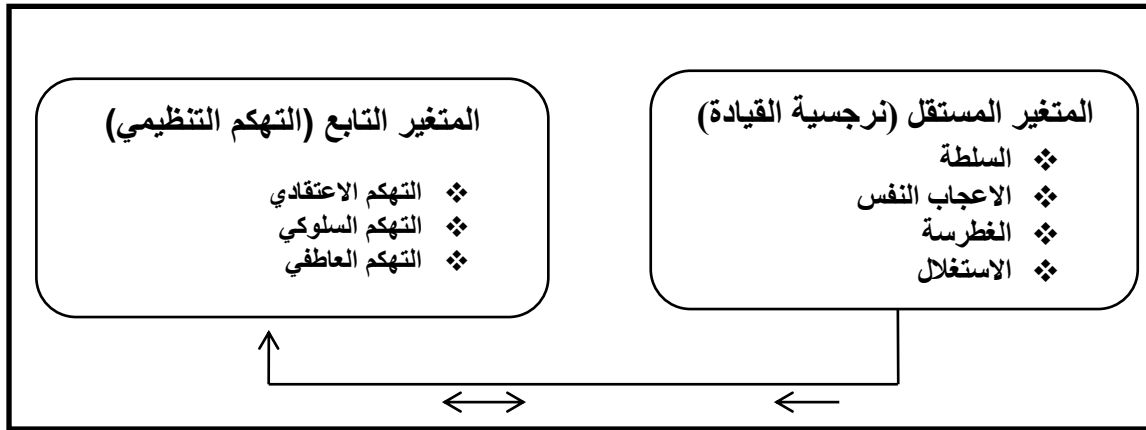 المتغير المستقل (نرجسية القيادة)
❖ السلطة
❖ الاعجاب النفس
❖ الغطرسة
❖ الاستغلال
المتغير التابع (التهكم التنظيمي)
❖ التهكم الاعتقادي
❖ التهكم السلوكي
❖ التهكم العاطفي